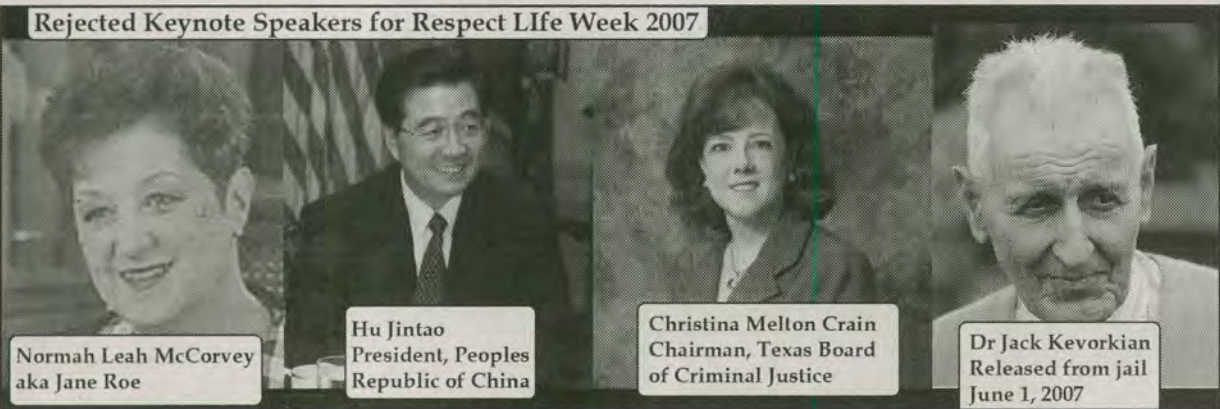 Rejected Keynote Speakers for Respect LIfe Week 2007
Normah Leah McCorvey
aka Jane Roe
Hu Jintao
President, Peoples
Republic of China
Christina Melton Crain
Chairman, Texas Board
of Criminal Justice
Dr Jack Kevorkian
Released from jail
June 1, 2007